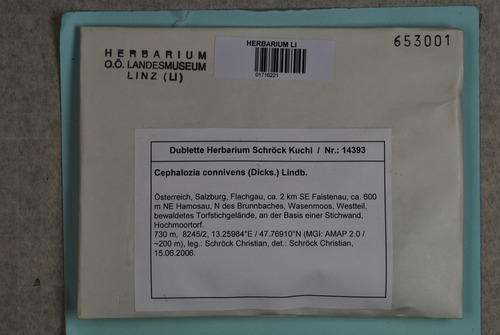 HERBARIUM
O.Ö. LANDESMUSEUM
LINZ (LI)
HERBARIUM LI
01716221
653001
Dublette Herbarium Schröck Kuchl / Nr.: 14393
Cephalozia connivens (Dicks.) Lindb.
Österreich, Salzburg, Flachgau, ca. 2 km SE Faistenau, ca. 600
m NE Hamosau, N des Brunnbaches, Wasenmoos, Westteil,
bewaldetes Torfstichgelände, an der Basis einer Stichwand,
Hochmoortorf.
730 m, 8245/2, 13.25984°E / 47.76910°N (MGI: AMAP 2.0 /
~200 m), leg.: Schröck Christian, det.: Schröck Christian,
15.06.2006.